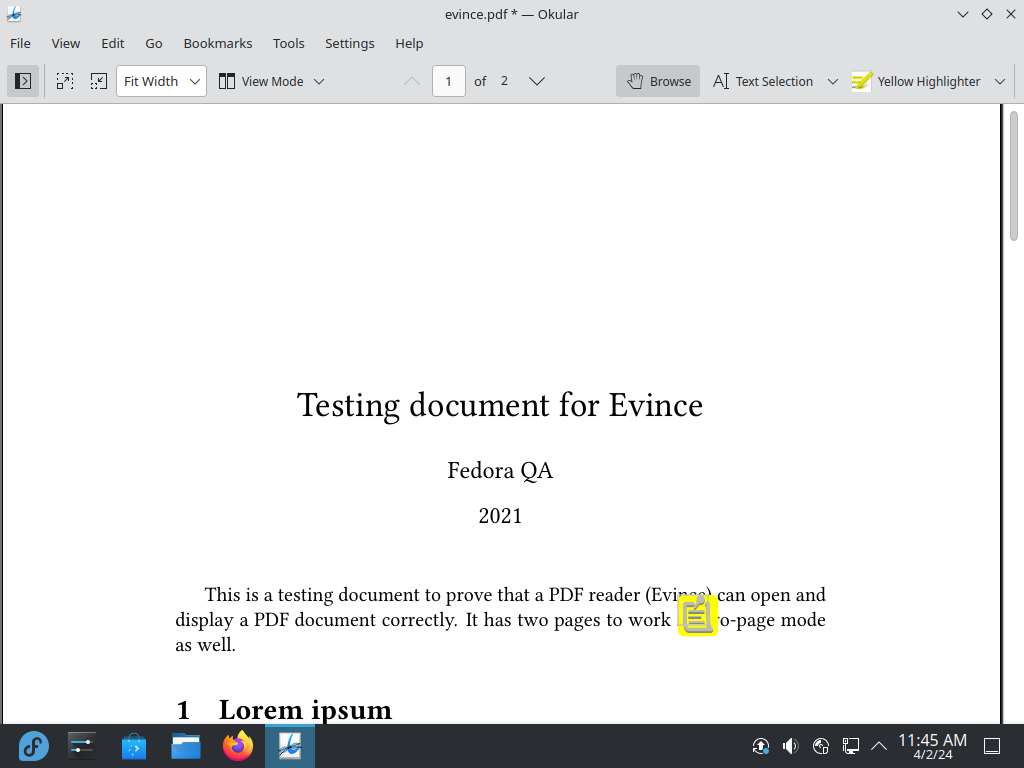 evince.pdf * — Okular
File View Edit Go Bookmarks Tools Settings Help
Fit Width View Mode 1 of 2 Browse Text Selection Yellow Highlighter
Testing document for Evince
Fedora QA
2021
This is a testing document to prove that a PDF reader (Evince) can open and
display a PDF document correctly. It has two pages to work o-page mode
as well.
1 Lorem ipsum
11:45 AM
4/2/24